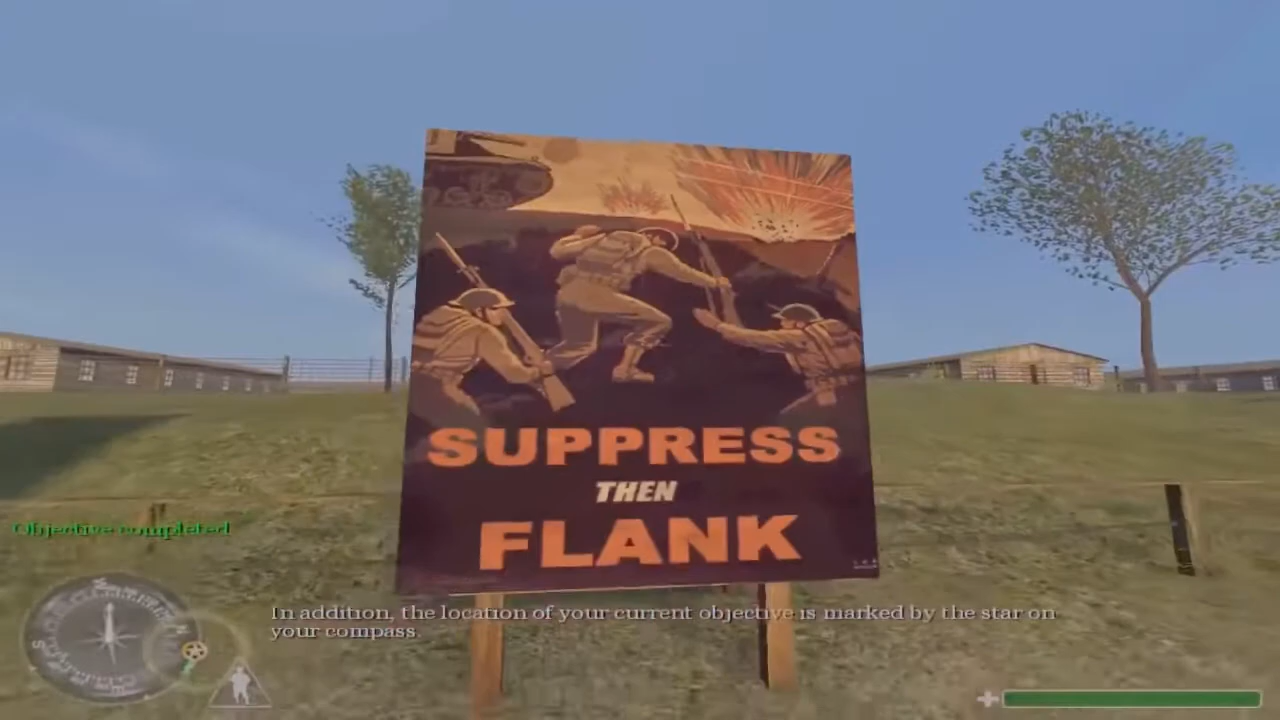 SUPPRESS
THEN
FLANK
Objective completed
In addition, the location of your current objective is marked by the star on
your compass.